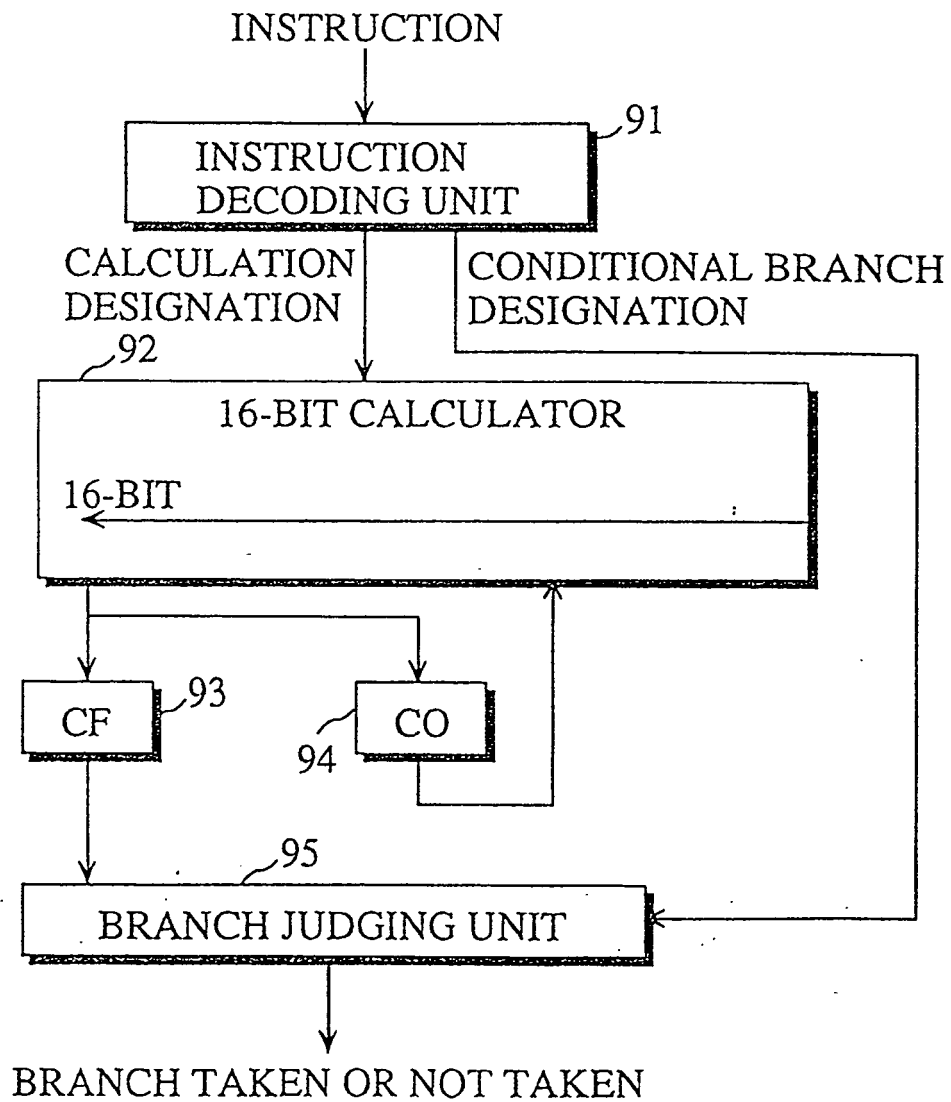 INSTRUCTION
91
INSTRUCTION
DECODING UNIT
CALCULATION
DESIGNATION
CONDITIONAL BRANCH
DESIGNATION
92
16-BIT CALCULATOR
16-BIT
CF
93
CO
94
95
BRANCH JUDGING UNIT
BRANCH TAKEN OR NOT TAKEN